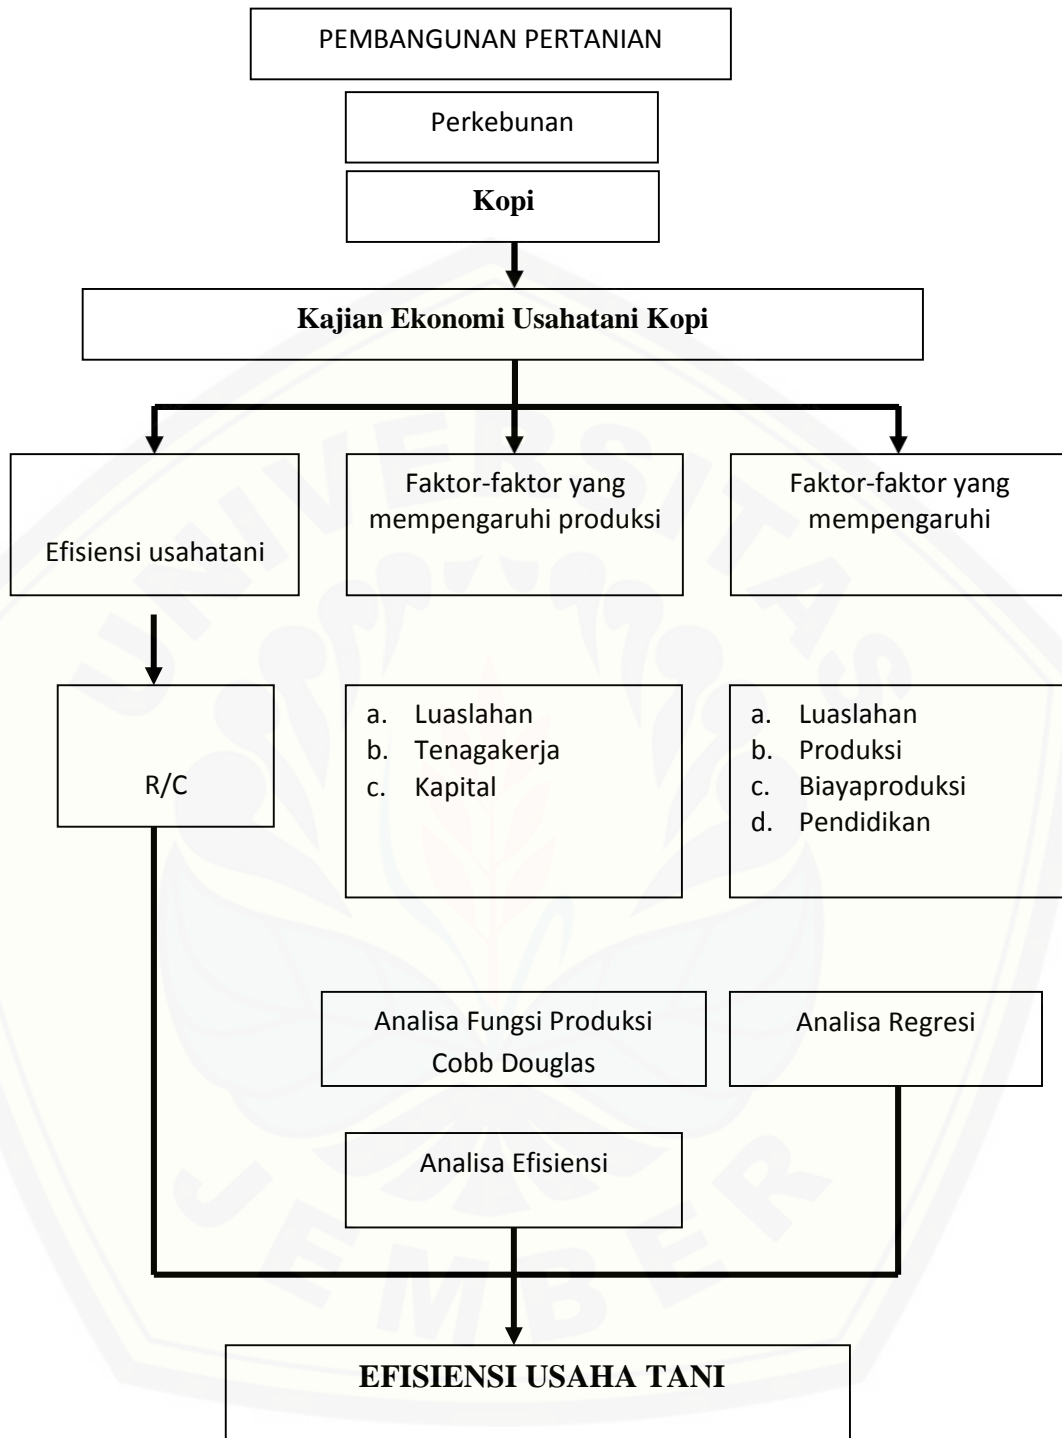 PEMBANGUNAN PERTANIAN
Perkebunan
Kopi
Kajian Ekonomi Usahatani Kopi
Efisiensi usahatani
Faktor-faktor yang
mempengaruhi produksi
Faktor-faktor yang
mempengaruhi
R/C
a. Luaslahan
b. Tenagakerja
c. Kapital
a. Luaslahan
b. Produksi
c. Biayaproduksi
d. Pendidikan
Analisa Fungsi Produksi
Cobb Douglas
Analisa Regresi
Analisa Efisiensi
EFISIENSI USAHA TANI
UNIVERSITAS
JEMBER